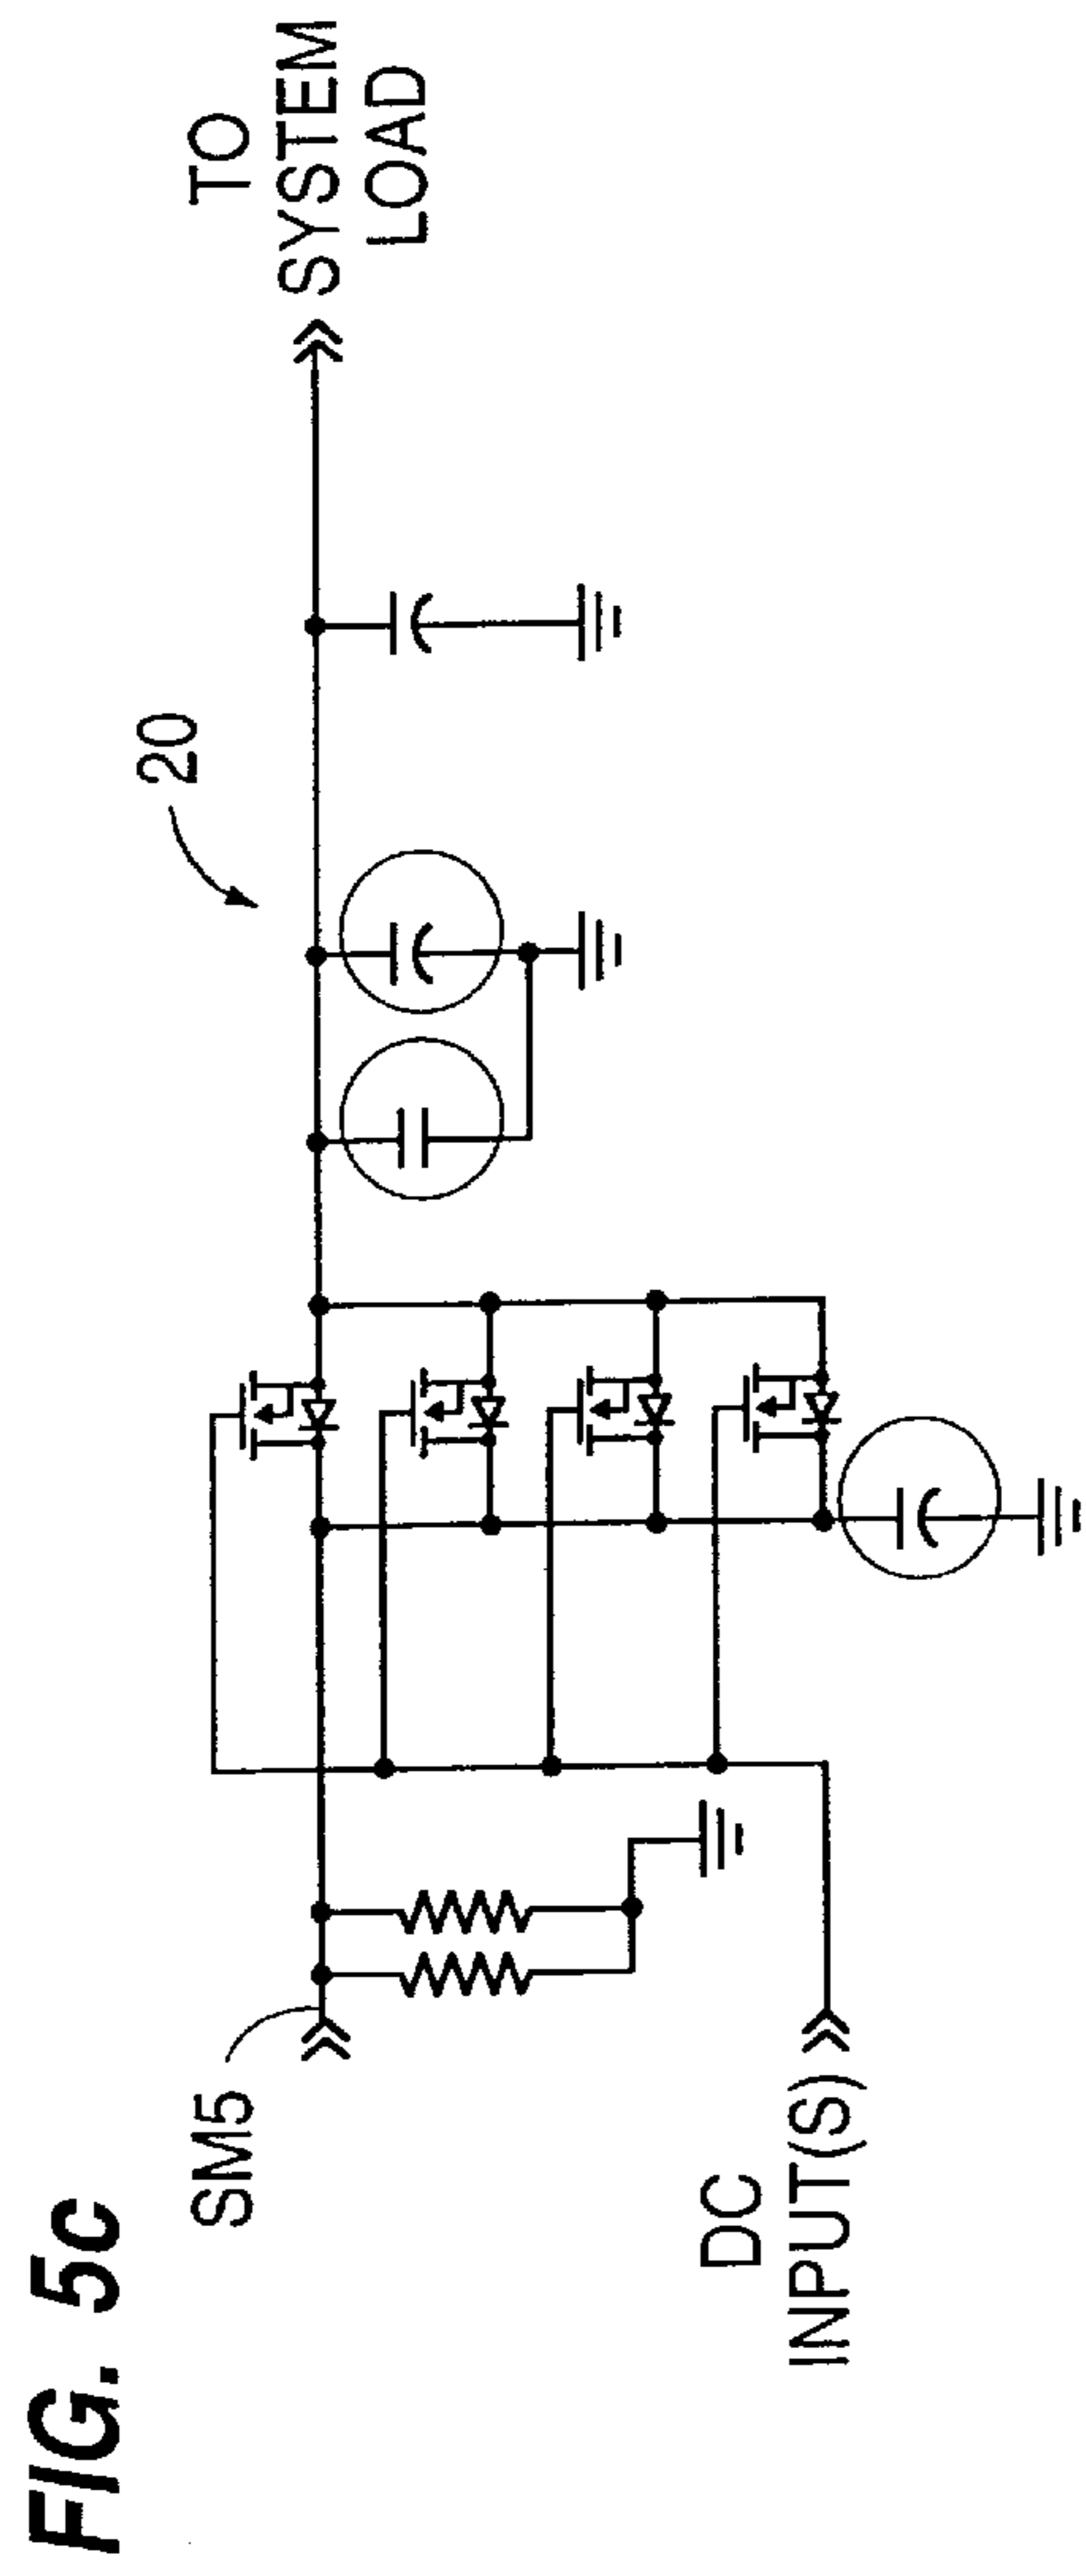 FIG. 5c
SM5
DC
INPUT(S)
20
TO
SYSTEM
LOAD